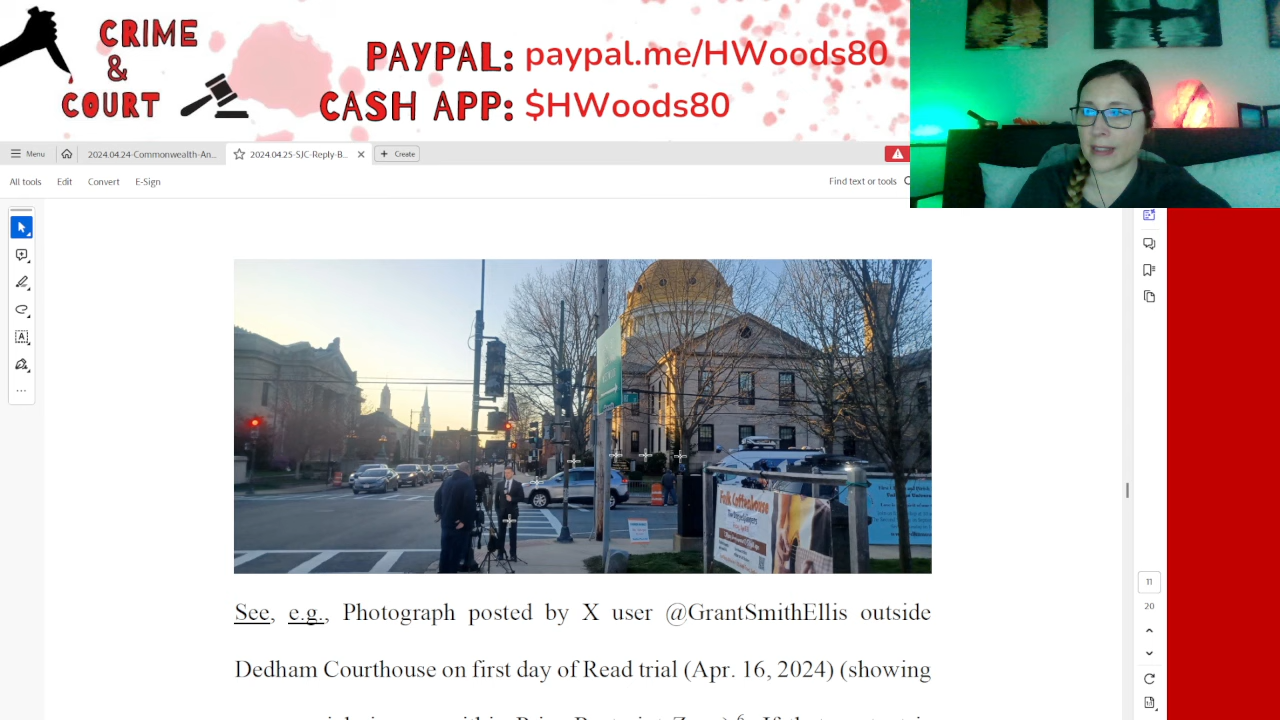 CRIME
&
COURT
PAYPAL: paypal.me/HWoods80
CASH APP: $HWoods80
Menu
2024.04.24-Commonwealth-An...
2024.04.25-SJC-Reply-B...
Create
All tools
Edit
Convert
E-Sign
Find text or tools
A
Folk Coffeehouse
See, e.g., Photograph posted by X user @GrantSmithEllis outside
Dedham Courthouse on first day of Read trial (Apr. 16, 2024) (showing
11
20